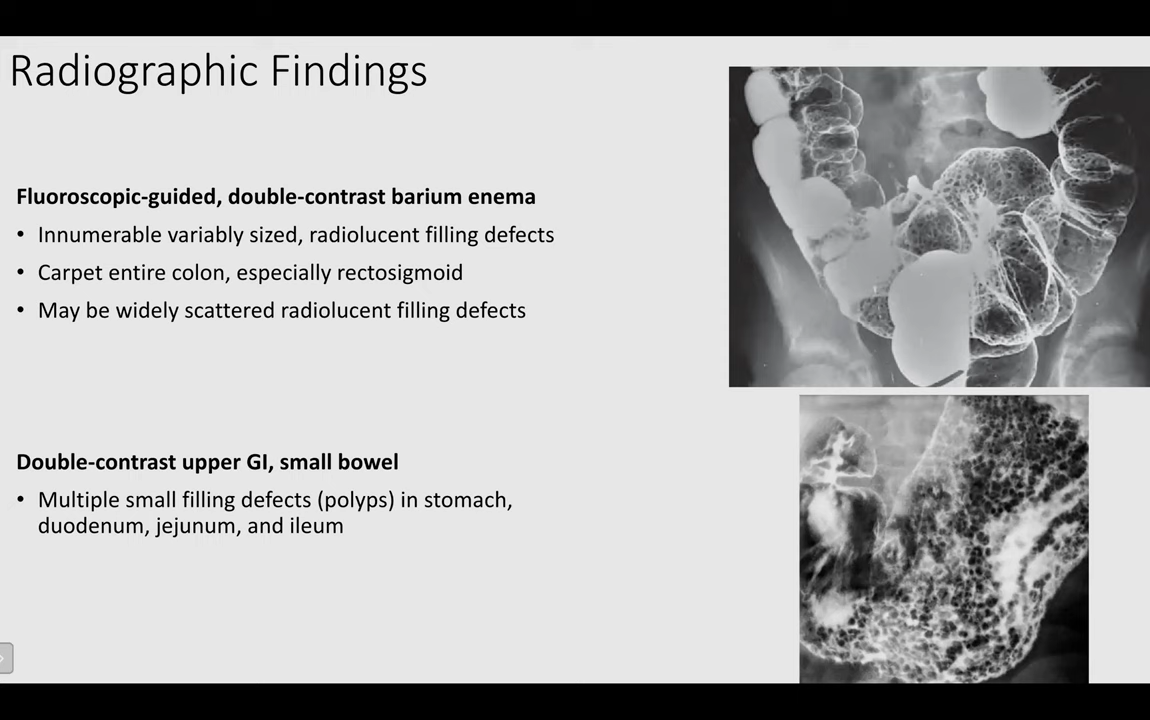 Radiographic Findings
Fluoroscopic-guided, double-contrast barium enema
• Innumerable variably sized, radiolucent filling defects
• Carpet entire colon, especially rectosigmoid
• May be widely scattered radiolucent filling defects
Double-contrast upper GI, small bowel
• Multiple small filling defects (polyps) in stomach,
duodenum, jejunum, and ileum